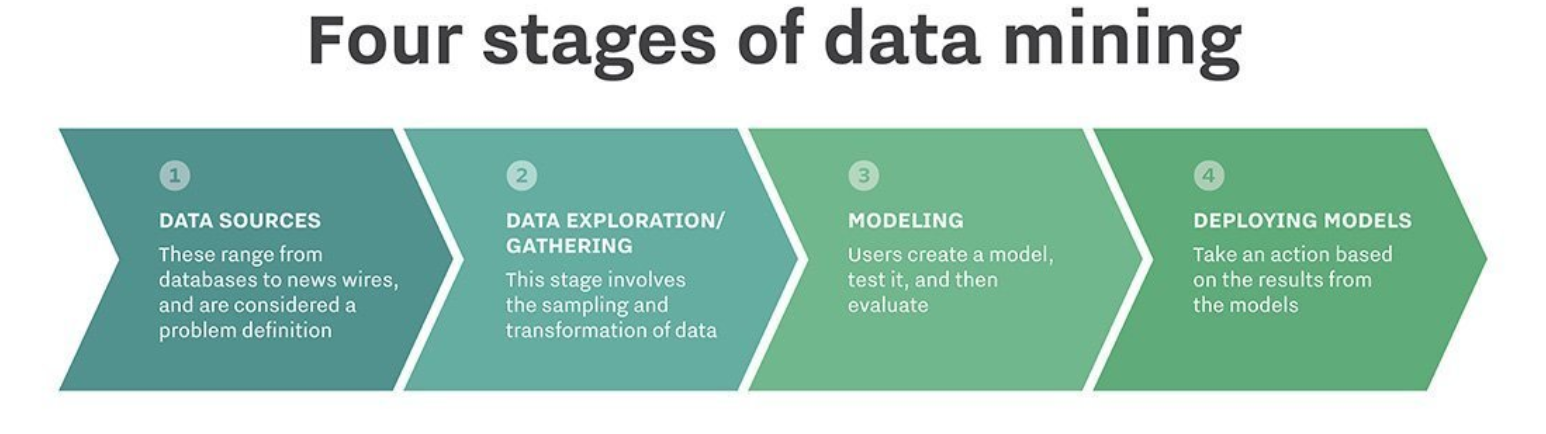 Four stages of data mining
1
DATA SOURCES
These range from
databases to news wires,
and are considered a
problem definition
2
DATA EXPLORATION/
GATHERING
This stage involves
the sampling and
transformation of data
3
MODELING
Users create a model,
test it, and then
evaluate
4
DEPLOYING MODELS
Take an action based
on the results from
the models